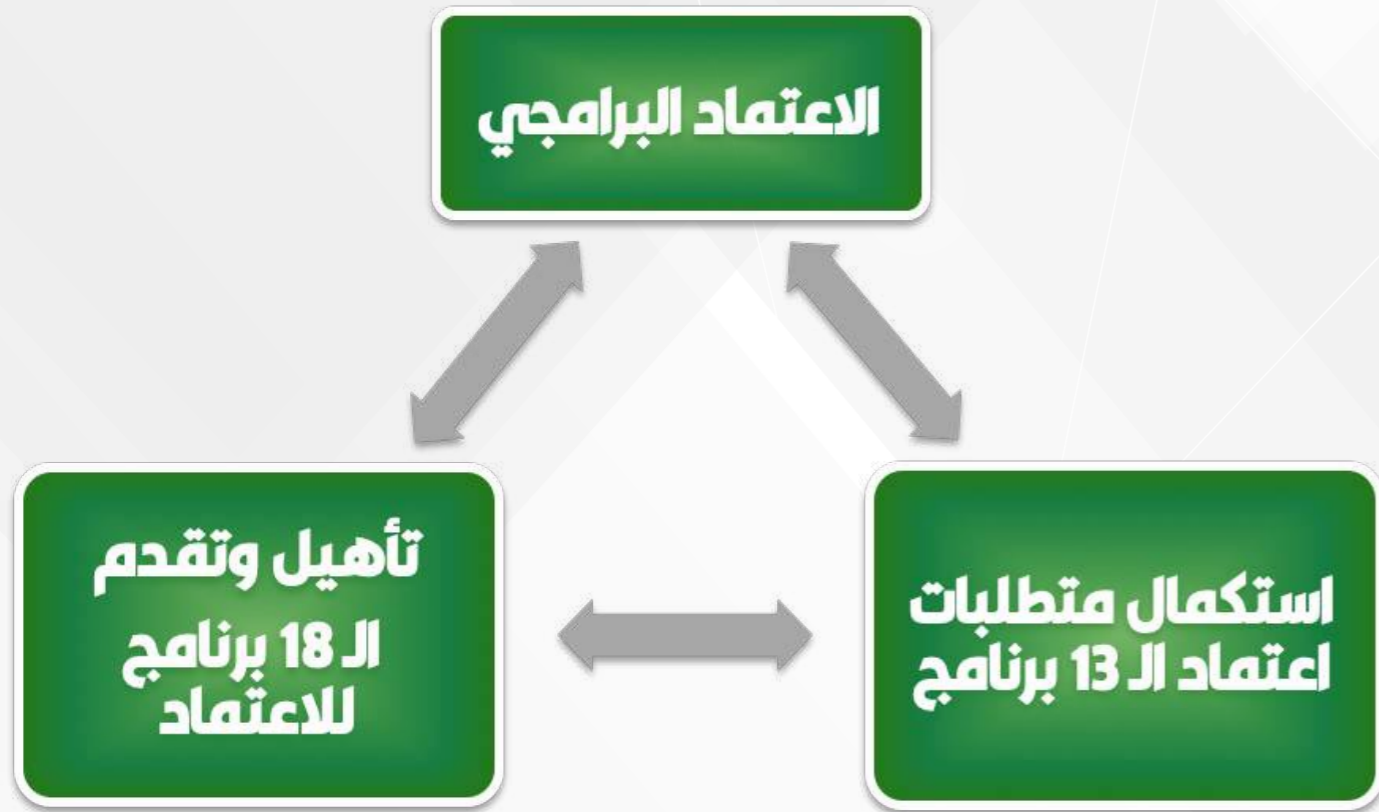 الاعتماد البرامجي
استكمال متطلبات
اعتماد الـ 13 برنامج
تأهيل وتقدم
الـ 18 برنامج
للاعتماد